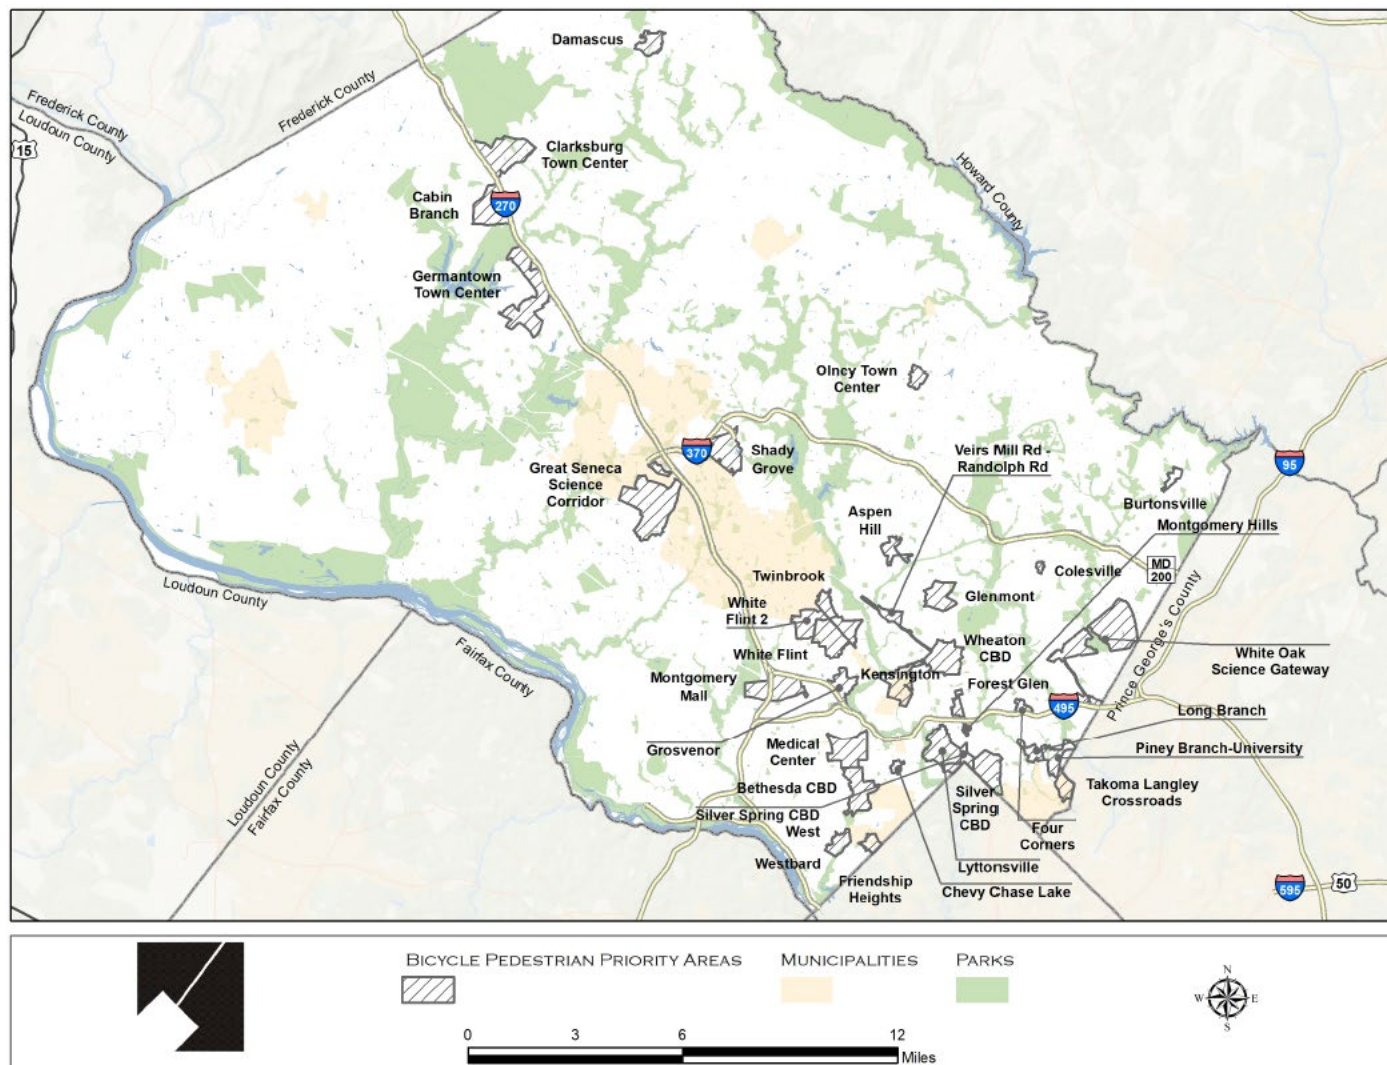 Damascus
Frederick County
Frederick County
Loudoun County
15
Clarksburg
Town Center
Howard County
Cabin
Branch
270
Germantown
Town Center
Olncy Town
Center
370
Shady
Grove
Veirs Mill Rd -
Randolph Rd
95
Great Seneca
Science
Corridor
Burtonsville
Aspen
Hill
Montgomery Hills
MD
200
Colesville
Twinbrook
Loudoun County
Glenmont
White
Flint 2
Prince George's County
Wheaton
CBD
White Oak
Science Gateway
White Flint
Fairfax County
Montgomery
Mall
Kensington
Forest Glen
495
Long Branch
Grosvenor
Medical
Center
Piney Branch-University
Loudoun County
Fairfax County
Bethesda CBD
Takoma Langley
Crossroads
Silver Spring CBD
West
Silver
Spring
CBD
Four
Corners
Westbard
Lyttonsville
Friendship
Heights
Chevy Chase Lake
595
50
Bicycle Pedestrian Priority Areas
Municipalities
Parks
N
W
E
S
0
3
6
12
Miles